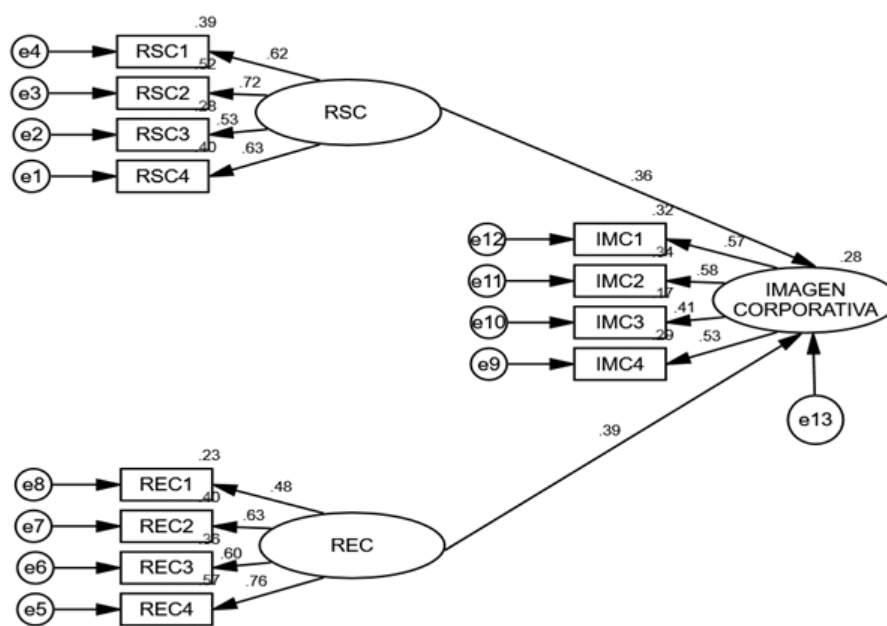 .39
e4 RSC1 .62
.52
e3 RSC2 .72
.28
e2 RSC3 .53
.40
e1 RSC4 .63
RSC
.36
.32
e12 IMC1 .57
.34
e11 IMC2 .58
.17
e10 IMC3 .41
.29
e9 IMC4 .53
.28
IMAGEN
CORPORATIVA
e13
.39
.23
e8 REC1 .48
.40
e7 REC2 .63
.36
e6 REC3 .60
.57
e5 REC4 .76
REC